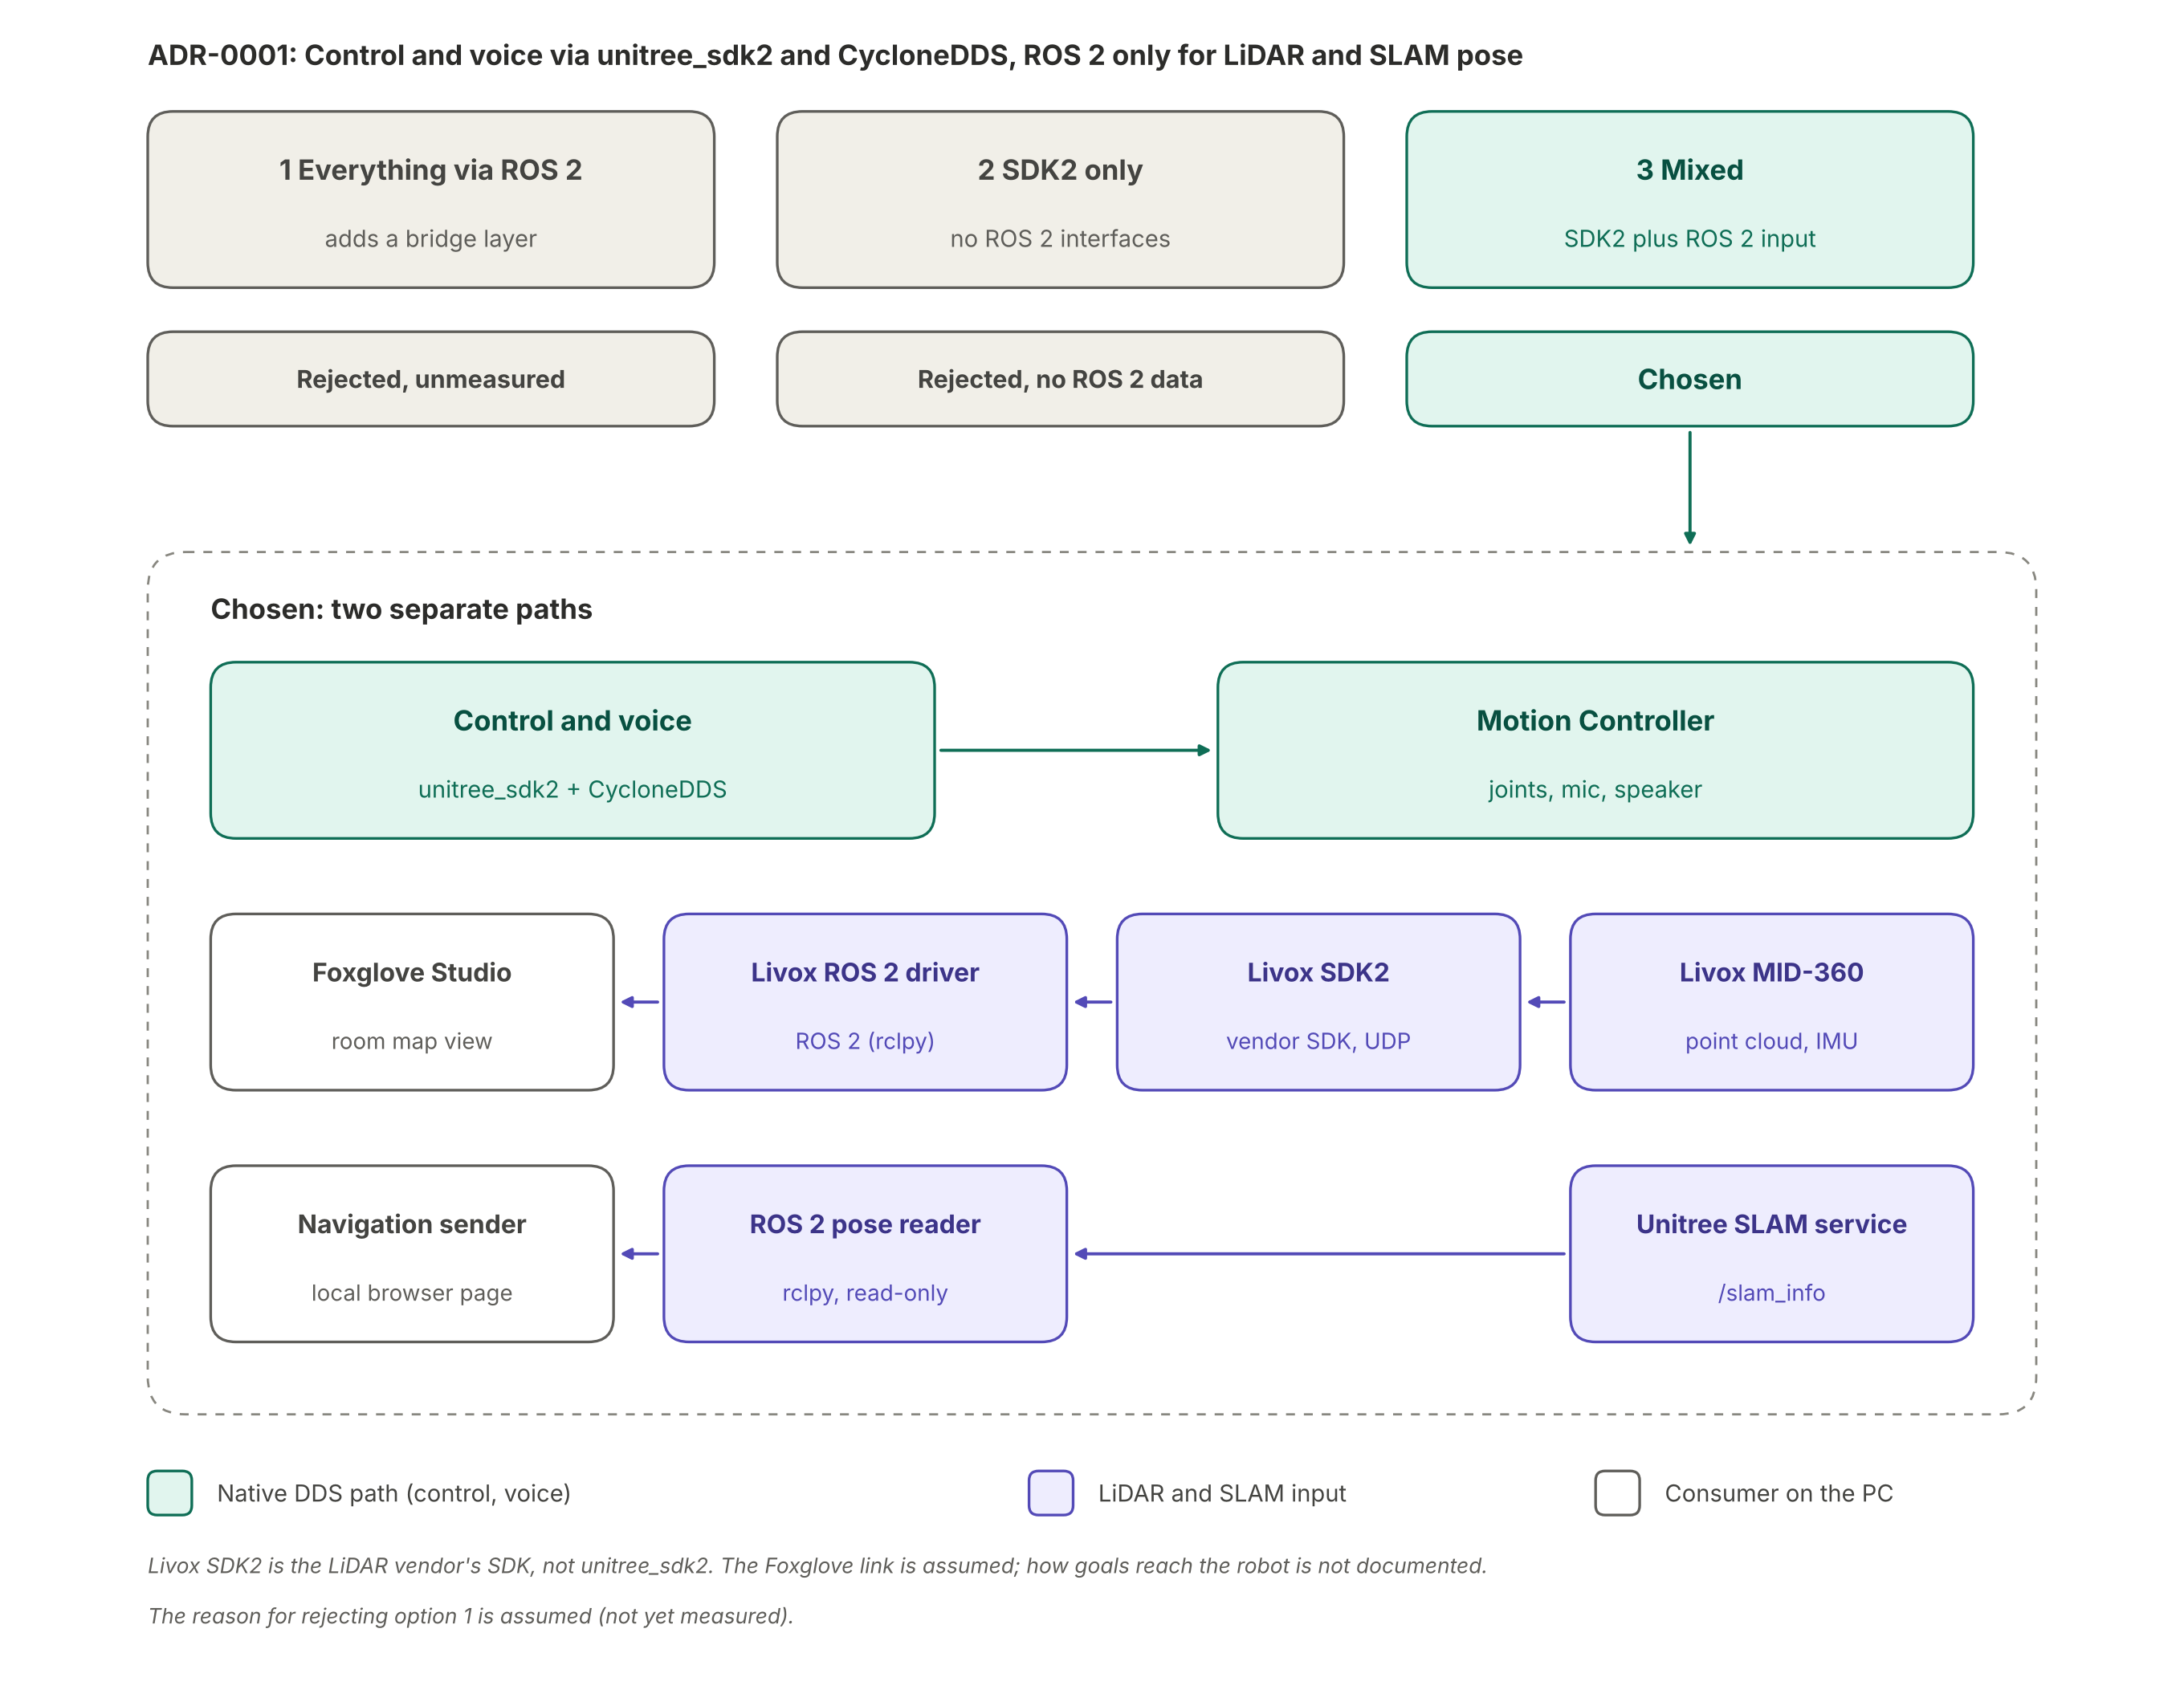 ADR-0001: Control and voice via unitree_sdk2 and CycloneDDS, ROS 2 only for LiDAR and SLAM pose
1 Everything via ROS 2
adds a bridge layer
2 SDK2 only
no ROS 2 interfaces
3 Mixed
SDK2 plus ROS 2 input
Rejected, unmeasured
Rejected, no ROS 2 data
Chosen
Chosen: two separate paths
Control and voice
unitree_sdk2 + CycloneDDS
Motion Controller
joints, mic, speaker
Foxglove Studio
room map view
Livox ROS 2 driver
ROS 2 (rclpy)
Livox SDK2
vendor SDK, UDP
Livox MID-360
point cloud, IMU
Navigation sender
local browser page
ROS 2 pose reader
rclpy, read-only
Unitree SLAM service
/slam_info
Native DDS path (control, voice)
LiDAR and SLAM input
Consumer on the PC
Livox SDK2 is the LiDAR vendor's SDK, not unitree_sdk2. The Foxglove link is assumed; how goals reach the robot is not documented.
The reason for rejecting option 1 is assumed (not yet measured).